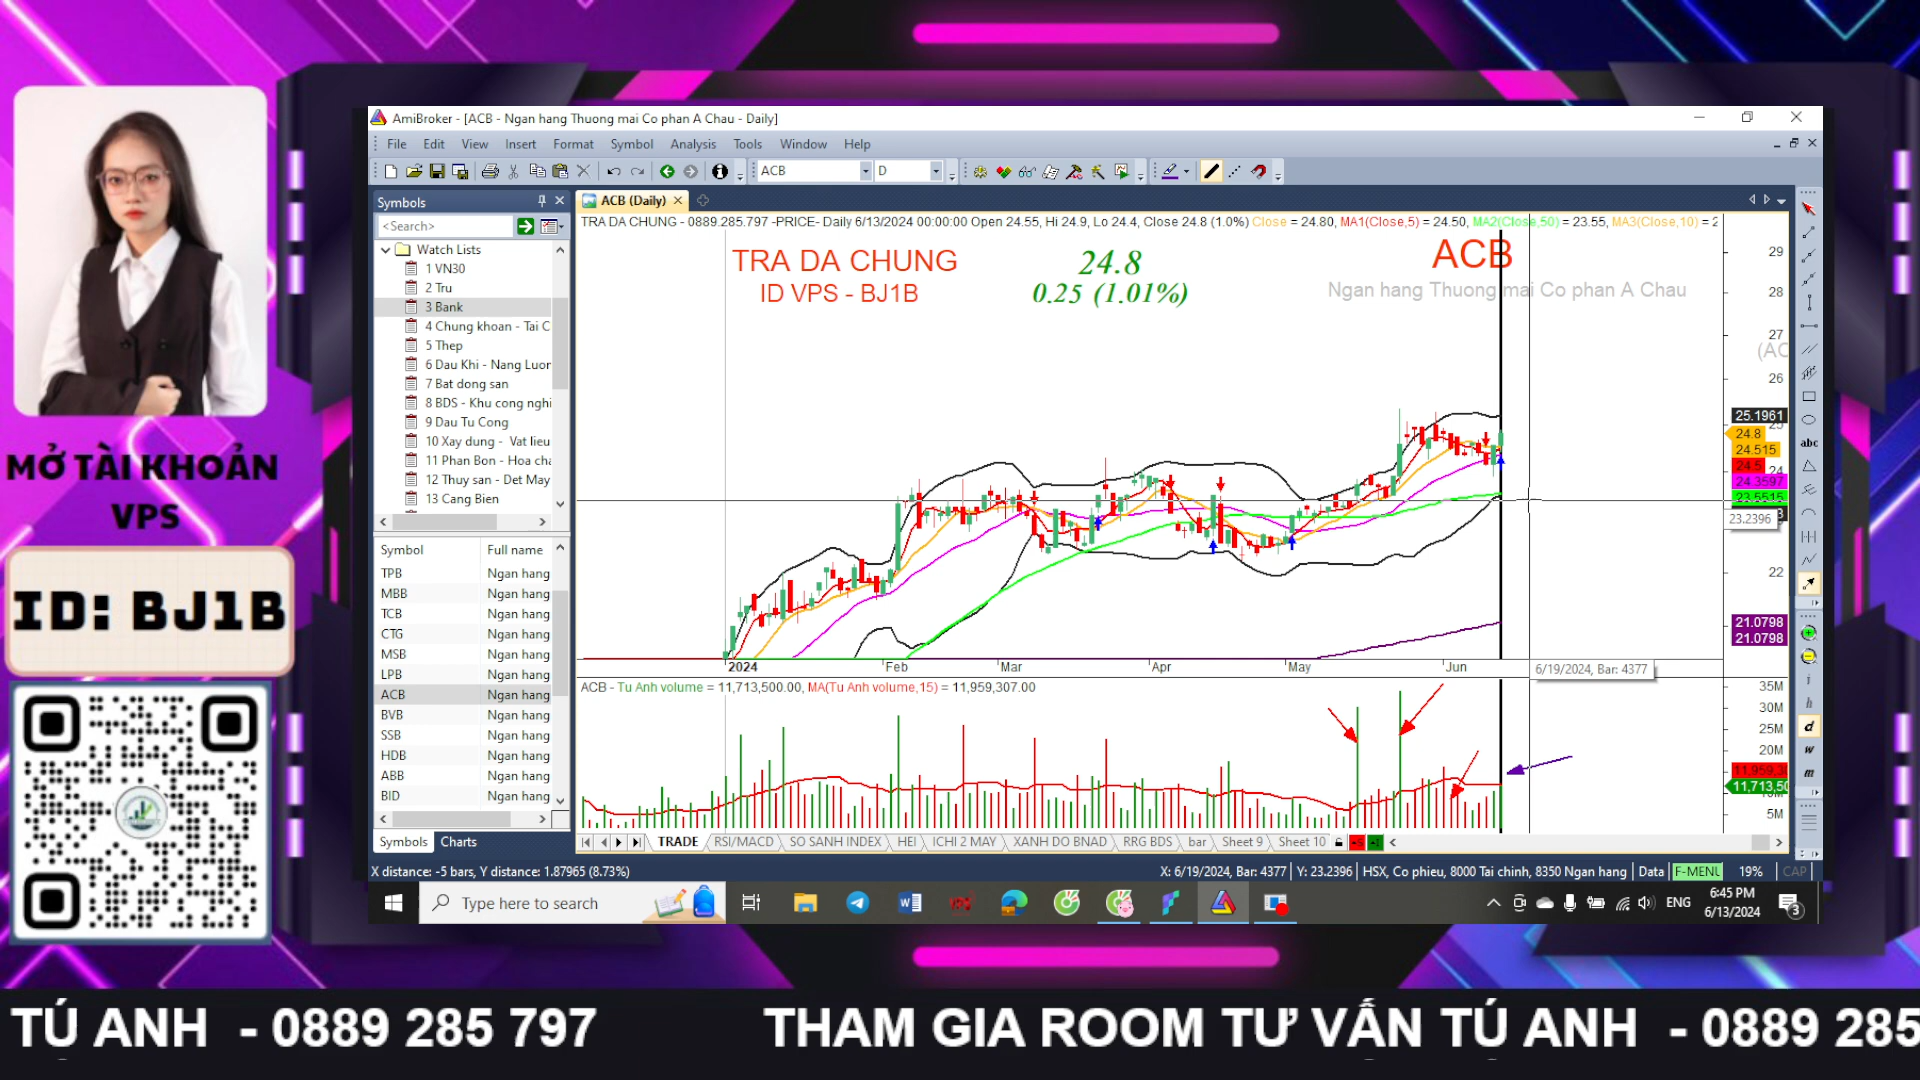 MỞ TÀI KHOẢN
VPS
ID: BJ1B
AmiBroker - [ACB - Ngan hang Thuong mai Co phan A Chau - Daily]
File Edit View Insert Format Symbol Analysis Tools Window Help
ACB D
Symbols
<Search>
Watch Lists
1 VN30
2 Tru
3 Bank
4 Chung khoan - Tai C
5 Thep
6 Dau Khi - Nang Luor
7 Bat dong san
8 BDS - Khu cong nghi
9 Dau Tu Cong
10 Xay dung - Vat lieu
11 Phan Bon - Hoa cha
12 Thuy san - Det May
13 Cang Bien
Symbol Full name
TPB Ngan hang
MBB Ngan hang
TCB Ngan hang
CTG Ngan hang
MSB Ngan hang
LPB Ngan hang
ACB Ngan hang
BVB Ngan hang
SSB Ngan hang
HDB Ngan hang
ABB Ngan hang
BID Ngan hang
Symbols Charts
ACB (Daily)
TRA DA CHUNG - 0889.285.797 -PRICE- Daily 6/13/2024 00:00:00 Open 24.55, Hi 24.9, Lo 24.4, Close 24.8 (1.0%) Close = 24.80, MA1(Close,5) = 24.50, MA2(Close,50) = 23.55, MA3(Close,10) = 2
TRA DA CHUNG
ID VPS - BJ1B
24.8
0.25 (1.01%)
ACB
Ngan hang Thuong mai Co phan A Chau
(AC
29
28
27
26
25.1961
24.8
24.515
24.5
24
24.3597
23.5515
23.2396
22
21.0798
21.0798
2024 Feb Mar Apr May Jun
6/19/2024, Bar: 4377
ACB - Tu Anh volume = 11,713,500.00, MA(Tu Anh volume,15) = 11,959,307.00
35M
30M
25M
20M
11,959,3
11,713,50
5M
abc
d
w
m
TRADE RSI/MACD SO SANH INDEX HEI ICHI 2 MAY XANH DO BNAD RRG BDS bar Sheet 9 Sheet 10
X distance: -5 bars, Y distance: 1.87965 (8.73%)
X: 6/19/2024, Bar: 4377 Y: 23.2396 HSX, Co phieu, 8000 Tai chinh, 8350 Ngan hang Data F-MENL 19% CAP
Type here to search
ENG
6:45 PM
6/13/2024
3
TÚ ANH - 0889 285 797 THAM GIA ROOM TƯ VẤN TÚ ANH - 0889 285